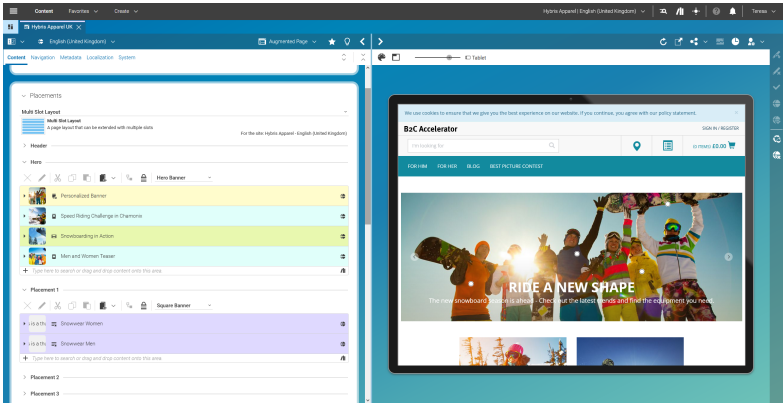 Content Favorites Create Hybris Apparel | English (United Kingdom) Teresa
Hybris Apparel UK
English (United Kingdom) Augmented Page Tablet
Content Navigation Metadata Localization System
Placements
Multi Slot Layout
Multi Slot Layout
A page layout that can be extended with multiple slots
For the site: Hybris Apparel - English (United Kingdom)
Header
Hero
Hero Banner
Personalized Banner
Speed Riding Challenge in Chamonix
Snowboarding in Action
Men and Women Teaser
Type here to search or drag and drop content onto this area.
Placement 1
Square Banner
Snowwear Women
Snowwear Men
Type here to search or drag and drop content onto this area.
Placement 2
Placement 3
We use cookies to ensure that we give you the best experience on our website. If you continue, you agree with our policy statement.
B2C Accelerator SIGN IN / REGISTER
I'm looking for £0.00
FOR HIM FOR HER BLOG BEST PICTURE CONTEST
RIDE A NEW SHAPE
The new snowboard season is ahead - Check out the latest trends and find the equipment you need.